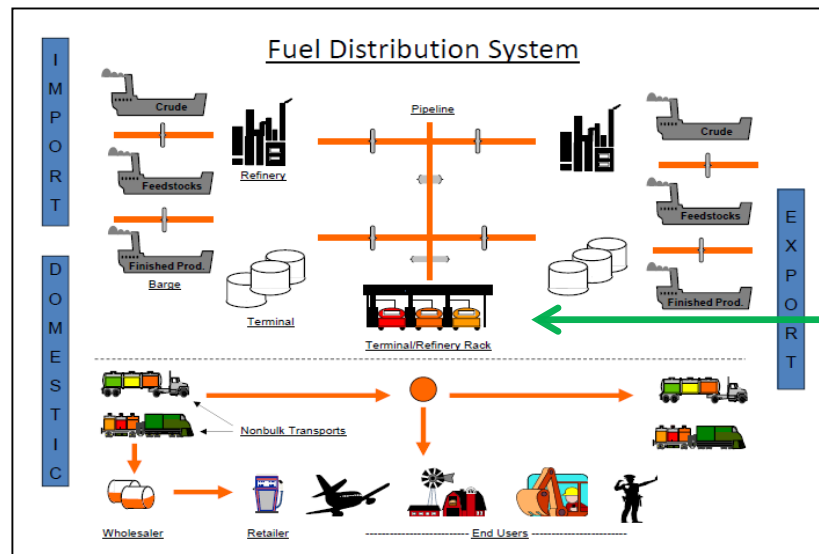 Fuel Distribution System
IMPORT
DOMESTIC
EXPORT
Crude
Feedstocks
Finished Prod.
Barge
Refinery
Pipeline
Terminal
Terminal/Refinery Rack
Crude
Feedstocks
Finished Prod.
Nonbulk Transports
Wholesaler
Retailer
End Users